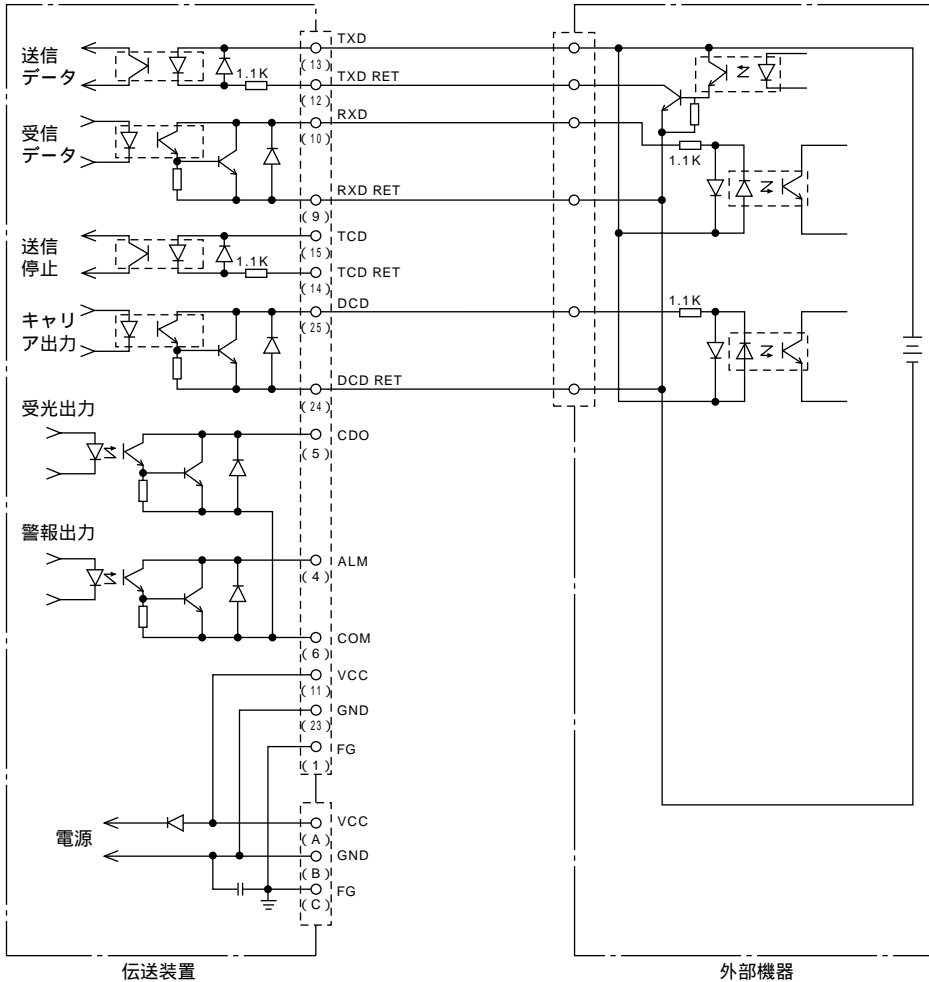 送信
データ
TXD
(13)
1.1K
TXD RET
(12)
受信
データ
RXD
(10)
RXD RET
(9)
送信
停止
TCD
(15)
1.1K
TCD RET
(14)
キャリ
ア出力
DCD
(25)
DCD RET
(24)
受光出力
CDO
(5)
警報出力
ALM
(4)
COM
(6)
VCC
(11)
GND
(23)
FG
(1)
電源
VCC
(A)
GND
(B)
FG
(C)
伝送装置
1.1K
1.1K
外部機器